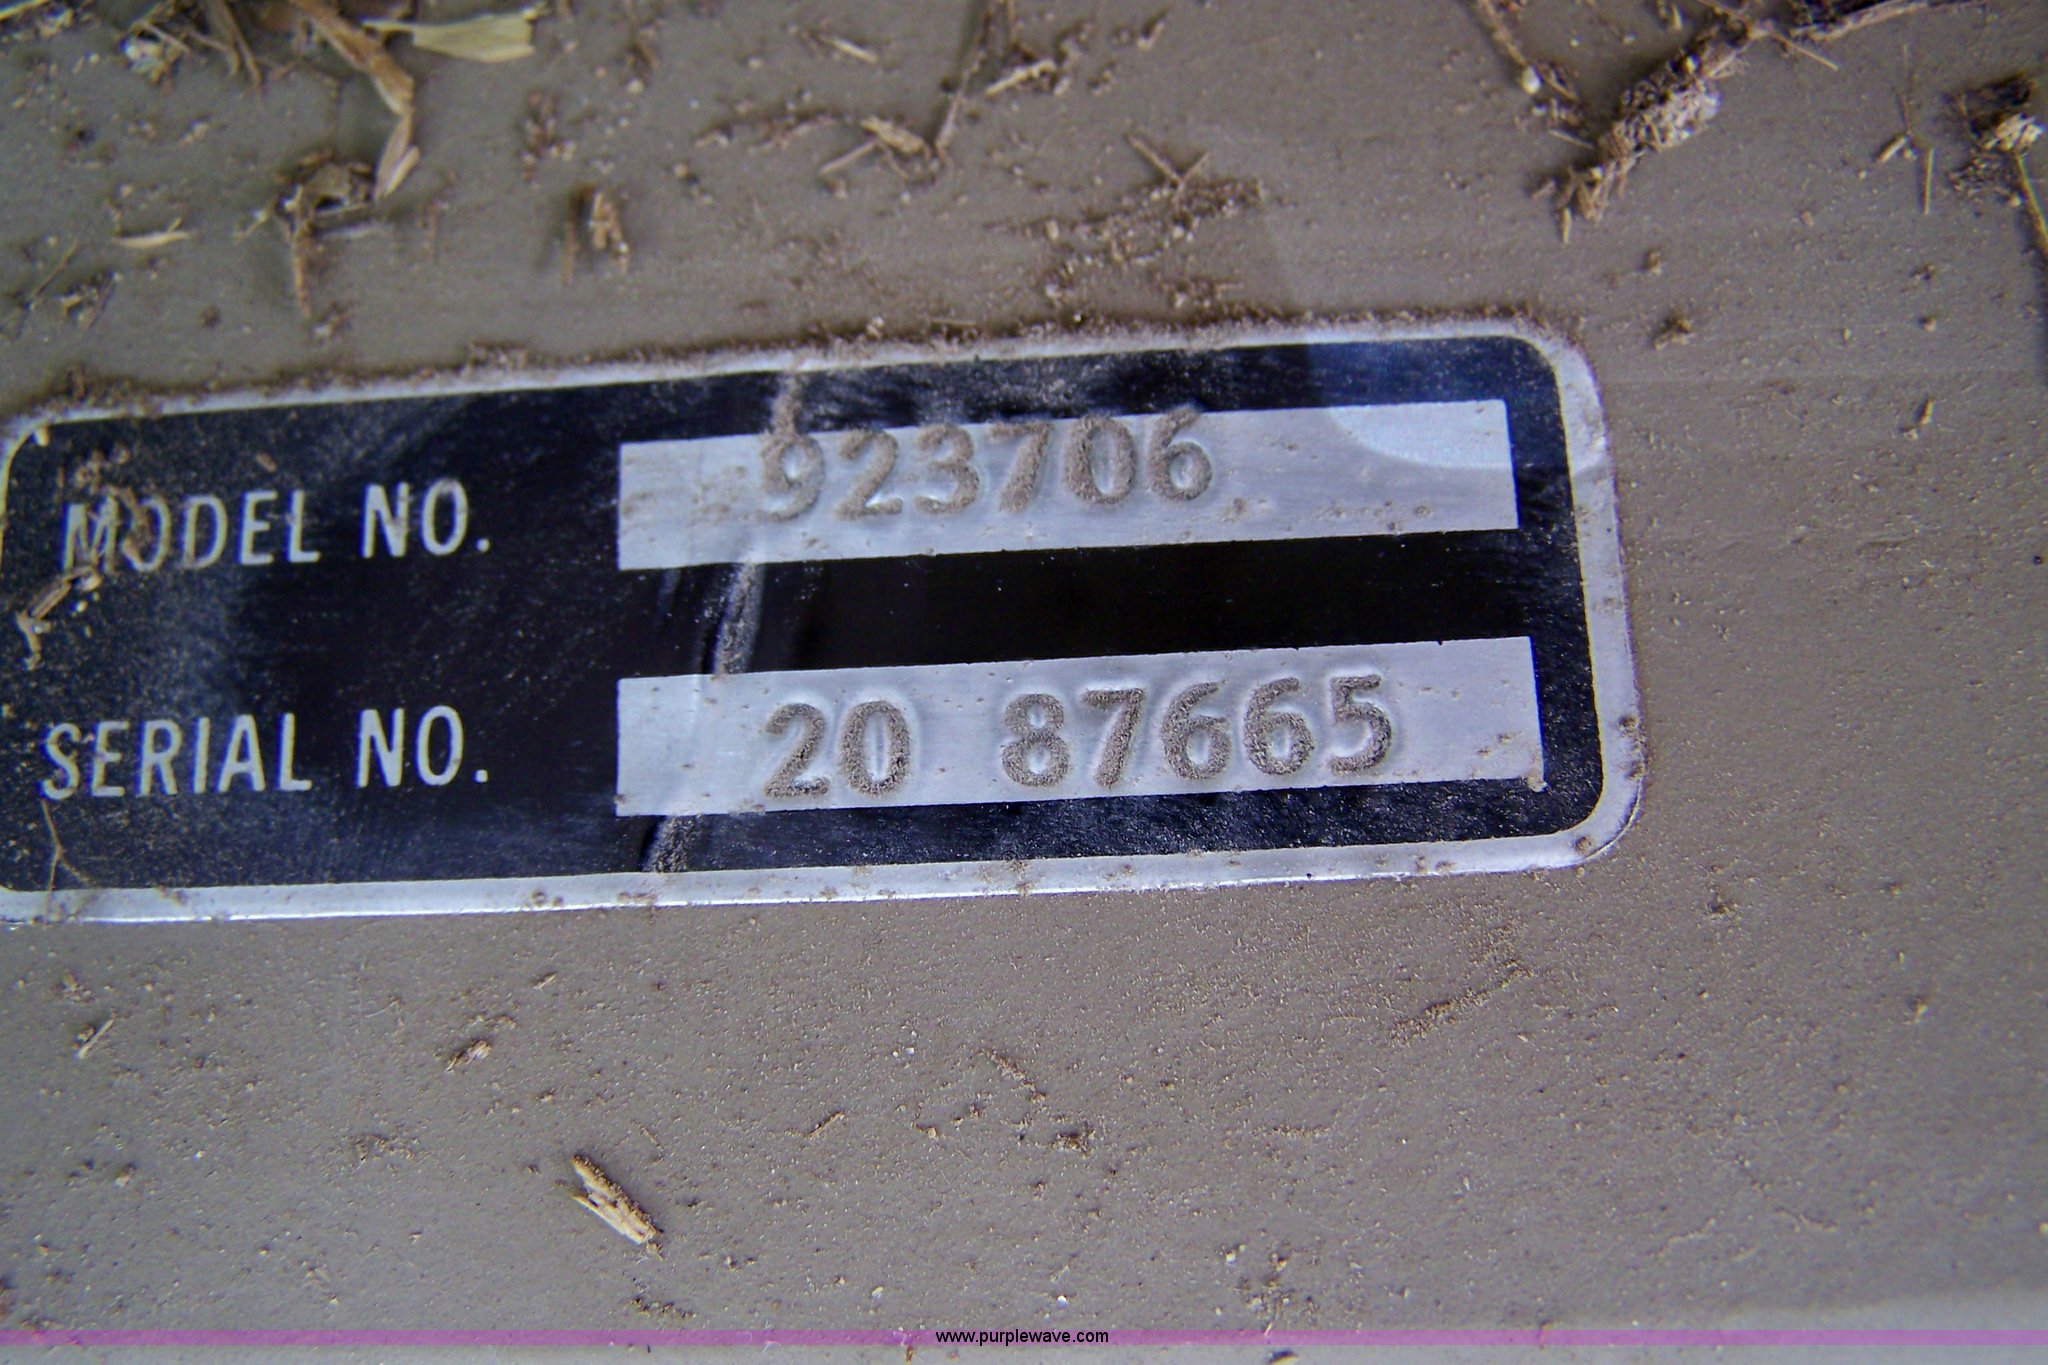 MODEL NO. 923706
SERIAL NO. 20 87665
www.purplewave.com